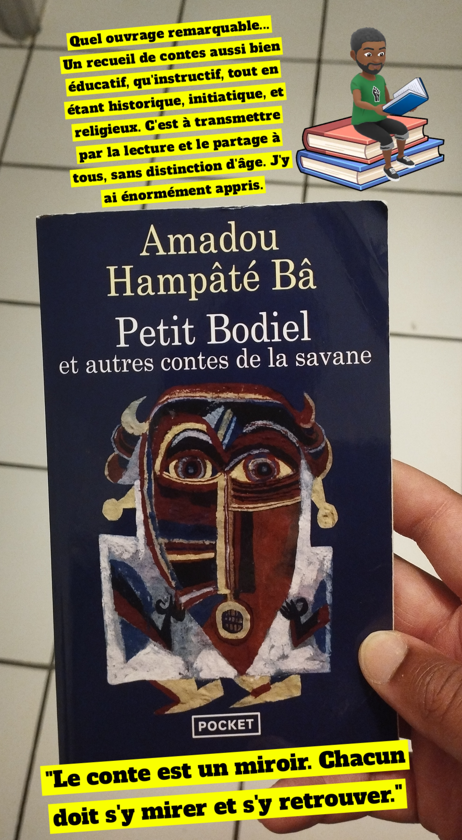 Quel ouvrage remarquable...
Un recueil de contes aussi bien
éducatif, qu'instructif, tout en
étant historique, initiatique, et
religieux. C'est à transmettre
par la lecture et le partage à
tous, sans distinction d'âge. J'y
ai énormément appris.
Amadou
Hampâté Bâ
Petit Bodiel
et autres contes de la savane
POCKET
"Le conte est un miroir. Chacun
doit s'y mirer et s'y retrouver."